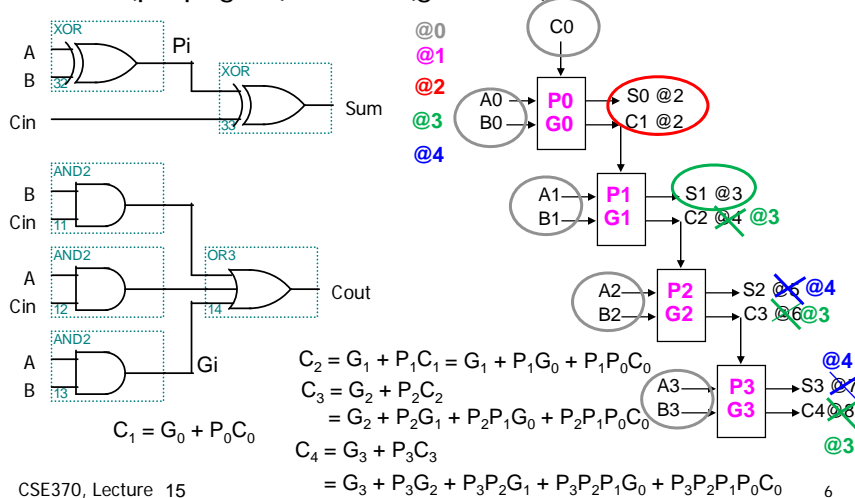 XOR
A
B
32
Pi
XOR
Cin
33
Sum
AND2
B
Cin
11
AND2
A
Cin
12
AND2
A
B
13
OR3
14
Cout
Gi
C₁ = G₀ + P₀C₀
@0
@1
@2
@3
@4
C0
A0
B0
P0
G0
S0 @2
C1 @2
A1
B1
P1
G1
S1 @3
C2 @4 @3
A2
B2
P2
G2
S2 @5 @4
C3 @6 @3
A3
B3
P3
G3
@4
S3 @7
C4 @8
@3
C₂ = G₁ + P₁C₁ = G₁ + P₁G₀ + P₁P₀C₀
C₃ = G₂ + P₂C₂
= G₂ + P₂G₁ + P₂P₁G₀ + P₂P₁P₀C₀
C₄ = G₃ + P₃C₃
= G₃ + P₃G₂ + P₃P₂G₁ + P₃P₂P₁G₀ + P₃P₂P₁P₀C₀
CSE370, Lecture 15
6